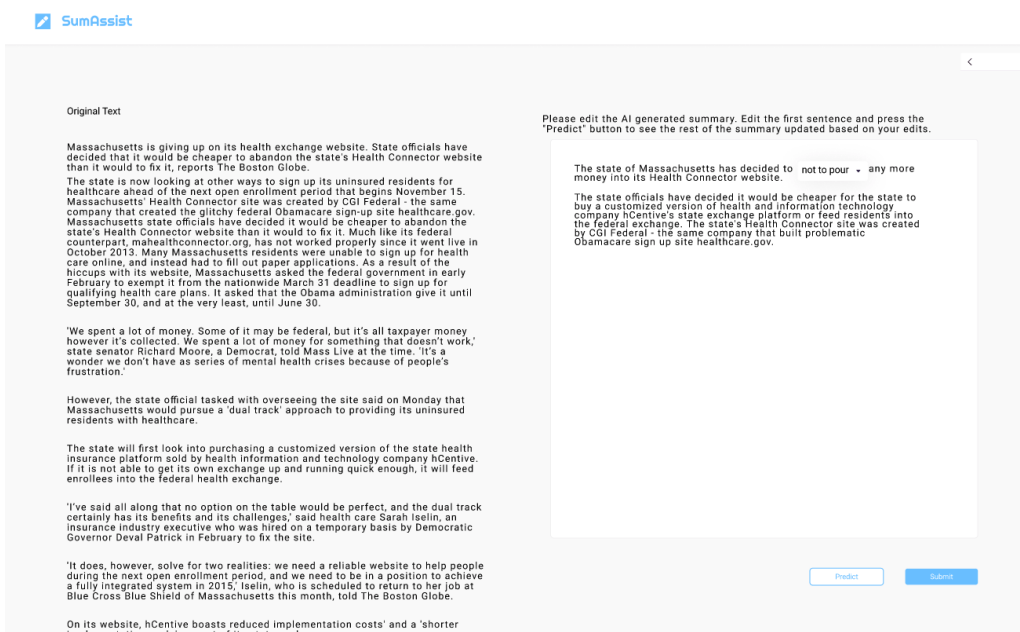 SumAssist
Original Text
Massachusetts is giving up on its health exchange website. State officials have
decided that it would be cheaper to abandon the state's Health Connector website
than it would to fix it, reports The Boston Globe.
The state is now looking at other ways to sign up its uninsured residents for
healthcare ahead of the next open enrollment period that begins November 15.
Massachusetts' Health Connector site was created by CGI Federal - the same
company that created the glitchy federal Obamacare sign-up site healthcare.gov.
Massachusetts state officials have decided it would be cheaper to abandon the
state's Health Connector website than it would to fix it. Much like its federal
counterpart, mahealthconnector.org, has not worked properly since it went live in
October 2013. Many Massachusetts residents were unable to sign up for health
care online, and instead had to fill out paper applications. As a result of the
hiccups with its website, Massachusetts asked the federal government in early
February to exempt it from the nationwide March 31 deadline to sign up for
qualifying health care plans. It asked that the Obama administration give it until
September 30, and at the very least, until June 30.
'We spent a lot of money. Some of it may be federal, but it's all taxpayer money
however it's collected. We spent a lot of money for something that doesn't work,'
state senator Richard Moore, a Democrat, told Mass Live at the time. 'It's a
wonder we don't have as series of mental health crises because of people's
frustration.'
However, the state official tasked with overseeing the site said on Monday that
Massachusetts would pursue a 'dual track' approach to providing its uninsured
residents with healthcare.
The state will first look into purchasing a customized version of the state health
insurance platform sold by health information and technology company hCentive.
If it is not able to get its own exchange up and running quick enough, it will feed
enrollees into the federal health exchange.
'I've said all along that no option on the table would be perfect, and the dual track
certainly has its benefits and its challenges,' said health care Sarah Iselin, an
insurance industry executive who was hired on a temporary basis by Democratic
Governor Deval Patrick in February to fix the site.
'It does, however, solve for two realities: we need a reliable website to help people
during the next open enrollment period, and we need to be in a position to achieve
a fully integrated system in 2015,' Iselin, who is scheduled to return to her job at
Blue Cross Blue Shield of Massachusetts this month, told The Boston Globe.
On its website, hCentive boasts reduced implementation costs' and a 'shorter
Please edit the AI generated summary. Edit the first sentence and press the
"Predict" button to see the rest of the summary updated based on your edits.
The state of Massachusetts has decided to not to pour any more
money into its Health Connector website.
The state officials have decided it would be cheaper for the state to
buy a customized version of health and information technology
company hCentive's state exchange platform or feed residents into
the federal exchange. The state's Health Connector site was created
by CGI Federal - the same company that built problematic
Obamacare sign up site healthcare.gov.
Predict
Submit